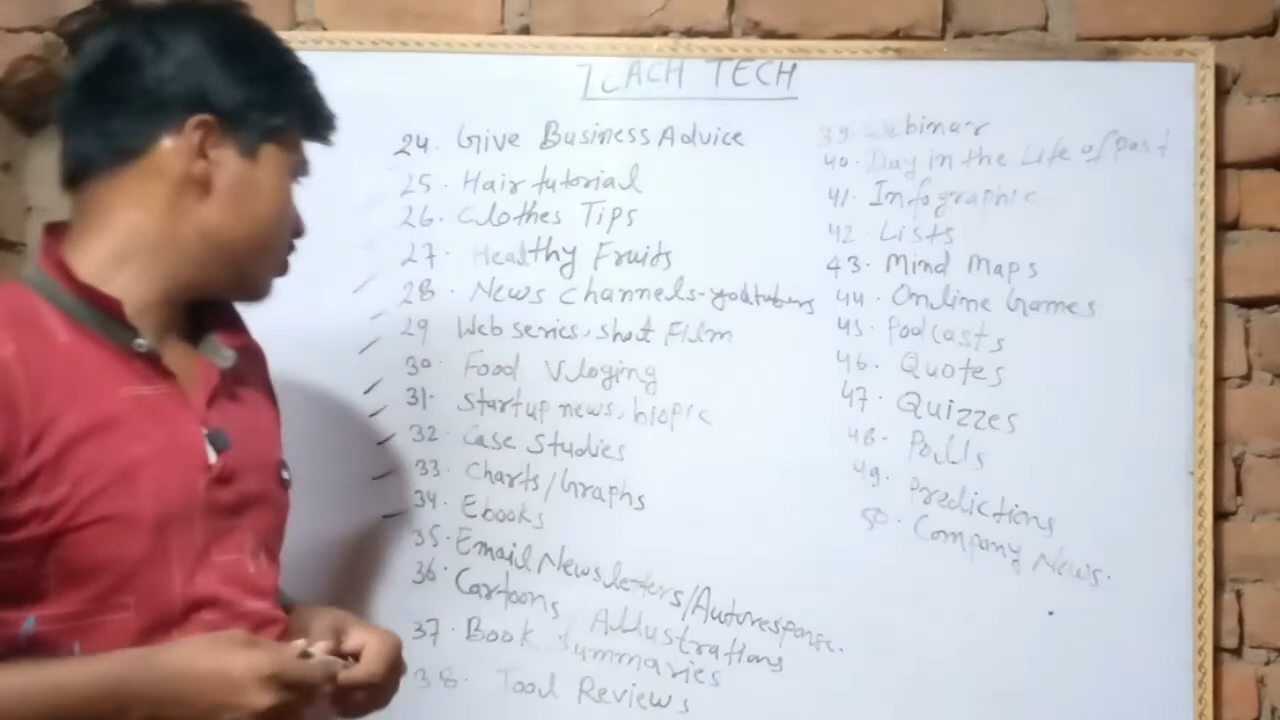 TEACH TECH
24. Give Business Advice
25. Hair tutorial
26. Clothes Tips
27. Healthy Fruits
28. News channels-youtubers
29 Web series, short Film
30. Food Vloging
31. Startup news, biopic
32. Case Studies
33. Charts/Graphs
34. Ebooks
35. Email Newsletters/Autoresponse.
36. Cartoons Allustrations
37. Book Summaries
38. Tool Reviews
39. Webinar
40. Day in the Life of Post
41. Infographic
42. Lists
43. Mind Maps
44. Online Games
45. Podcasts
46. Quotes
47. Quizzes
48. Polls
49. Predictions
50. Company News.